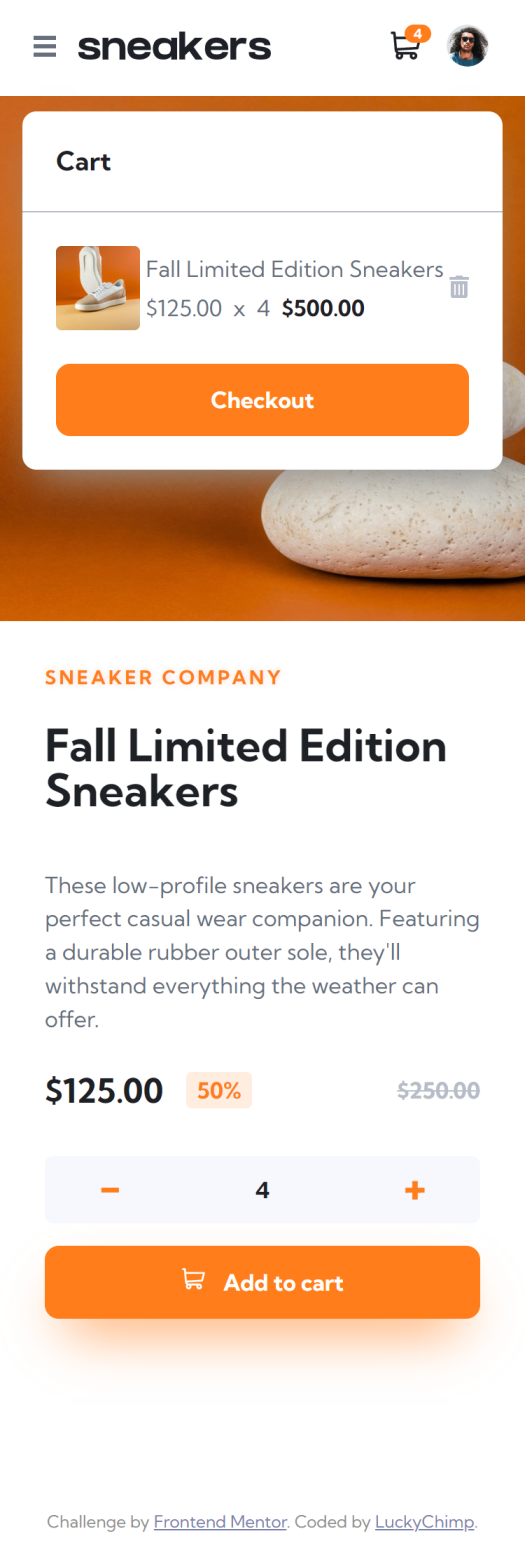 sneakers
4
Cart
Fall Limited Edition Sneakers
$125.00 x 4 $500.00
Checkout
SNEAKER COMPANY
Fall Limited Edition
Sneakers
These low-profile sneakers are your
perfect casual wear companion. Featuring
a durable rubber outer sole, they'll
withstand everything the weather can
offer.
$125.00 50% $250.00
4
Add to cart
Challenge by Frontend Mentor. Coded by LuckyChimp.